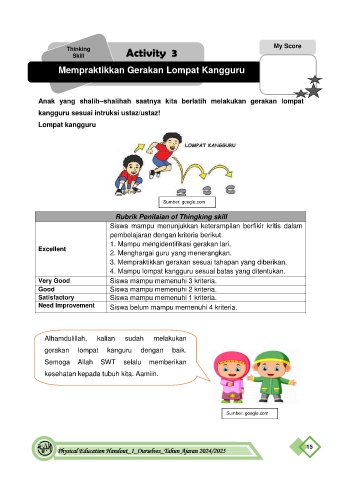 Thinking
Skill
Activity 3
My Score
Mempraktikkan Gerakan Lompat Kangguru
Anak yang shalih–shalihah saatnya kita berlatih melakukan gerakan lompat
kangguru sesuai intruksi ustaz/ustaz!
Lompat kangguru
LOMPAT KANGGURU
Sumber: google.com
Rubrik Penilaian of Thingking skill
Excellent
Siswa mampu menunjukkan keterampilan berfikir kritis dalam
pembelajaran dengan kriteria berikut.
1. Mampu mengidentifikasi gerakan lari.
2. Menghargai guru yang menerangkan.
3. Mempraktikkan gerakan sesuai tahapan yang diberikan.
4. Mampu lompat kangguru sesuai batas yang ditentukan.
Very Good Siswa mampu memenuhi 3 kriteria.
Good Siswa mampu memenuhi 2 kriteria.
Satisfactory Siswa mampu memenuhi 1 kriteria.
Need Improvement Siswa belum mampu memenuhi 4 kriteria.
Alhamdulillah, kalian sudah melakukan
gerakan lompat kanguru dengan baik.
Semoga Allah SWT selalu memberikan
kesehatan kepada tubuh kita. Aamiin.
Sumber: google.com
Physical Education Handout_1_Ourselves_Tahun Ajaran 2024/2025
15